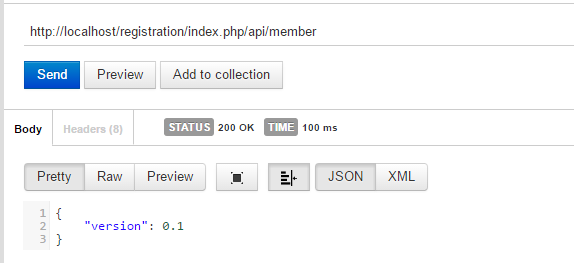 http://localhost/registration/index.php/api/member
Send Preview Add to collection
Body Headers (8) STATUS 200 OK TIME 100 ms
Pretty Raw Preview JSON XML
1 {
2 "version": 0.1
3 }